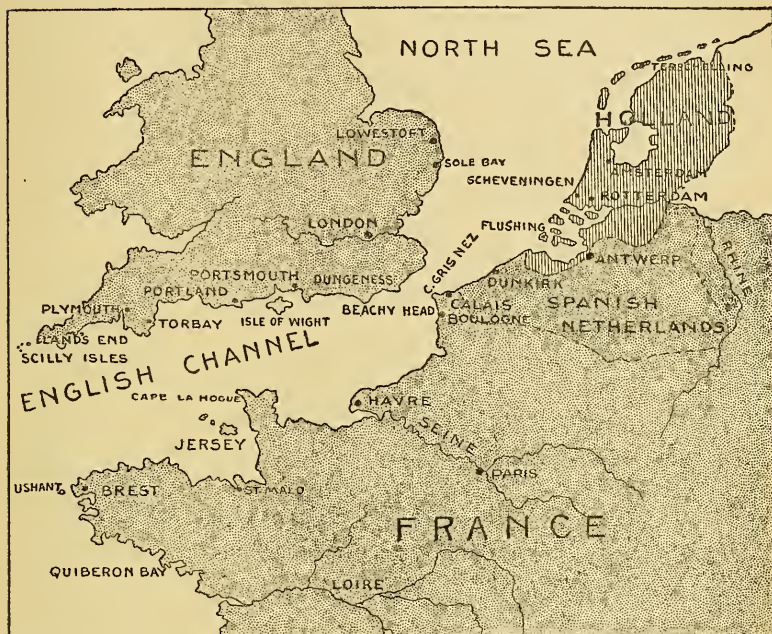 NORTH SEA
TERSCHELLING
HOLLAND
LOWESTOFT
ENGLAND
SOLE BAY
SCHEVENINGEN
AMSTERDAM
ROTTERDAM
LONDON
FLUSHING
C. GRIS NEZ
ANTWERP
RHINE
PORTSMOUTH
DUNGENESS
DUNKIRK
PORTLAND
PLYMOUTH
BEACHY HEAD
CALAIS
SPANISH
TORBAY
ISLE OF WIGHT
BOULOGNE
NETHERLANDS
LANDS END
SCILLY ISLES
ENGLISH CHANNEL
CAPE LA HOGUE
HAVRE
JERSEY
SEINE
PARIS
USHANT
BREST
ST. MALO
FRANCE
QUIBERON BAY
LOIRE